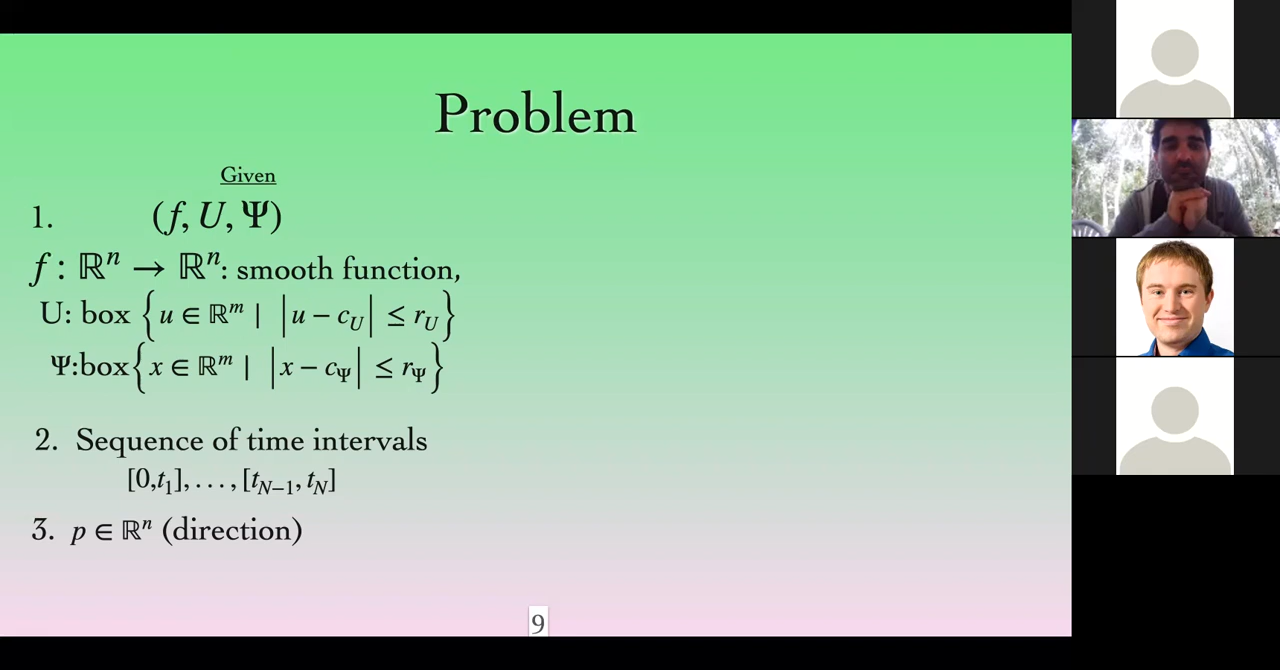 Problem
Given
1. (f, U, Ψ)
f : ℝⁿ → ℝⁿ: smooth function,
U: box {u ∈ ℝᵐ | |u − c_U| ≤ r_U}
Ψ:box{x ∈ ℝᵐ | |x − c_Ψ| ≤ r_Ψ}
2. Sequence of time intervals
[0,t₁], . . . , [t_{N−1}, t_N]
3. p ∈ ℝⁿ (direction)
9